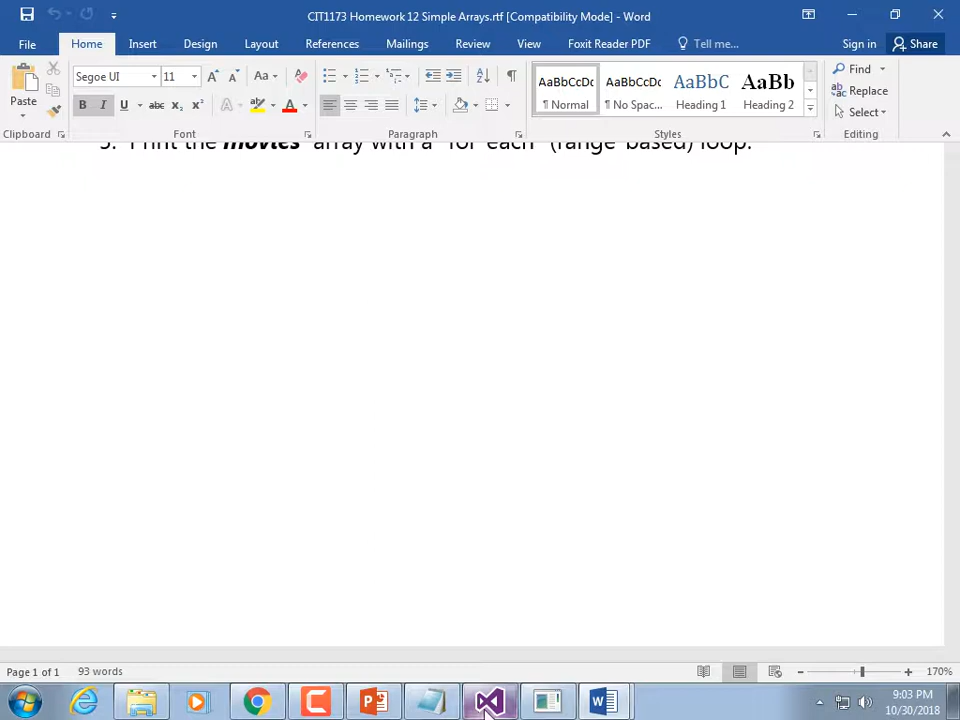 CIT1173 Homework 12 Simple Arrays.rtf [Compatibility Mode] - Word
File Home Insert Design Layout References Mailings Review View Foxit Reader PDF Tell me... Sign in Share
Paste
Segoe UI 11
AaBbCcDc AaBbCcDc AaBbC AaBb
¶ Normal ¶ No Spac... Heading 1 Heading 2
Find
Replace
Select
Clipboard Font Paragraph Styles Editing
5. Print the movies array with a "for each" (range based) loop.
Page 1 of 1 93 words 170%
9:03 PM
10/30/2018